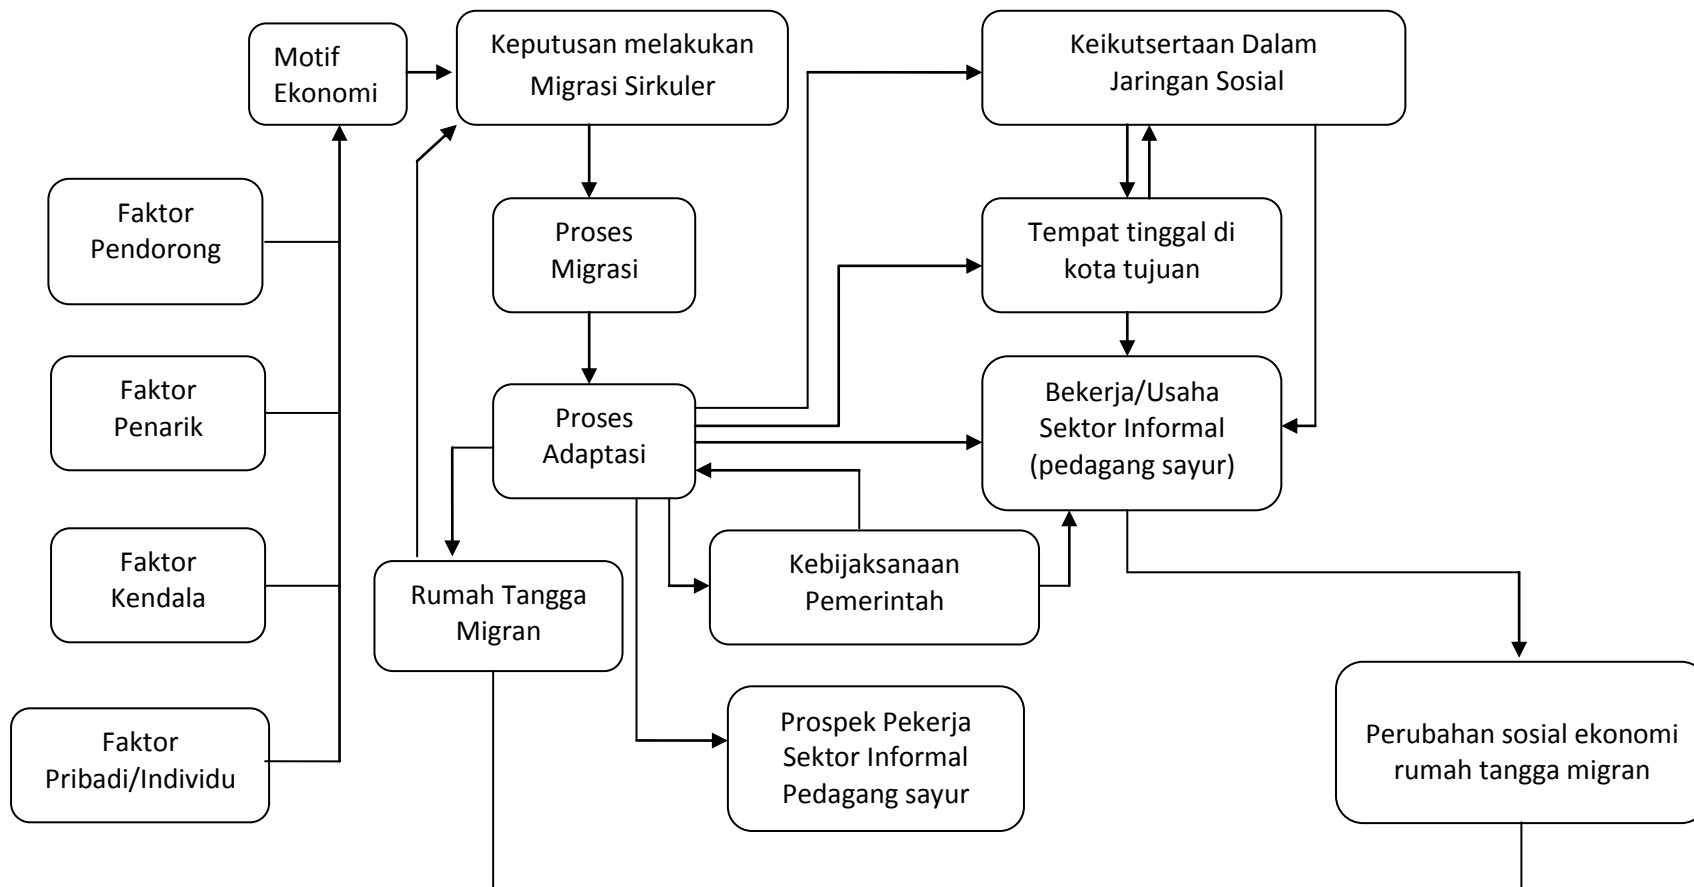 Motif
Ekonomi
Keputusan melakukan
Migrasi Sirkuler
Keikutsertaan Dalam
Jaringan Sosial
Faktor
Pendorong
Proses
Migrasi
Tempat tinggal di
kota tujuan
Faktor
Penarik
Proses
Adaptasi
Bekerja/Usaha
Sektor Informal
(pedagang sayur)
Faktor
Kendala
Rumah Tangga
Migran
Kebijaksanaan
Pemerintah
Faktor
Pribadi/Individu
Prospek Pekerja
Sektor Informal
Pedagang sayur
Perubahan sosial ekonomi
rumah tangga migran